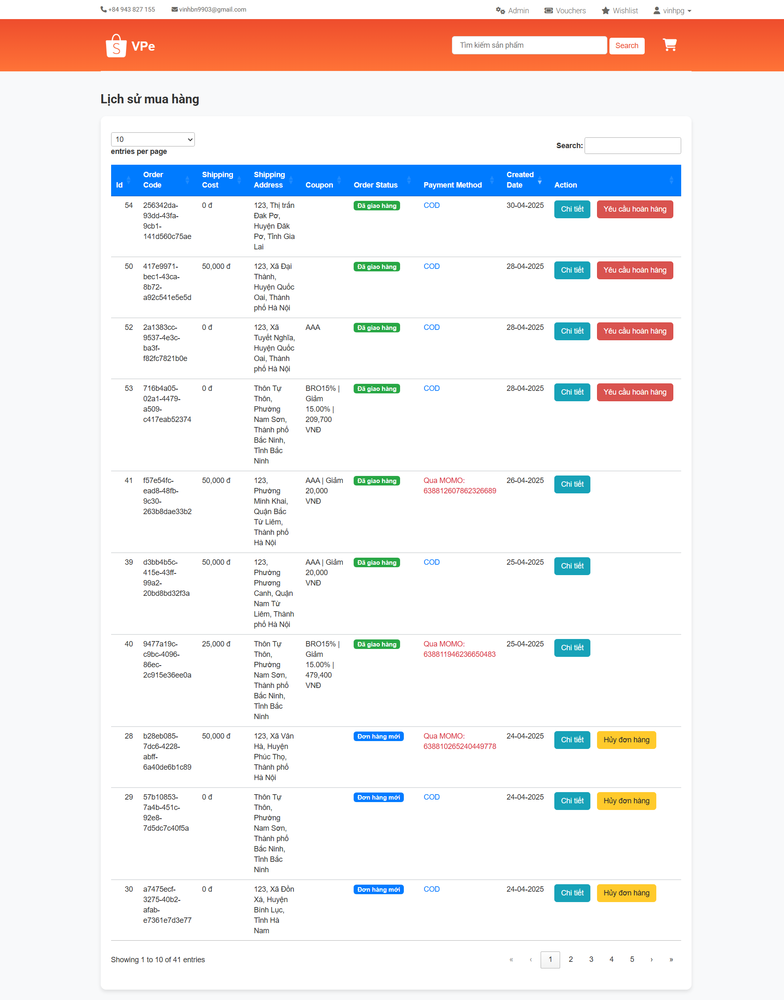 +84 943 827 155 vinhbn9903@gmail.com Admin Vouchers Wishlist vinhpg
S VPe Tìm kiếm sản phẩm Search
Lịch sử mua hàng
10
entries per page
Search:
Id Order Code Shipping Cost Shipping Address Coupon Order Status Payment Method Created Date Action
54 256342da- 0 đ 123, Thị trấn Đã giao hàng COD 30-04-2025 Chi tiết Yêu cầu hoàn hàng
93dd-43fa- Đak Pơ,
9cb1- Huyện Đăk
141d560c75ae Pơ, Tỉnh Gia
Lai
50 417e9971- 50,000 đ 123, Xã Đại Đã giao hàng COD 28-04-2025 Chi tiết Yêu cầu hoàn hàng
bec1-43ca- Thành,
8b72- Huyện Quốc
a92c541e5e5d Oai, Thành
phố Hà Nội
52 2a1383cc- 0 đ 123, Xã AAA Đã giao hàng COD 28-04-2025 Chi tiết Yêu cầu hoàn hàng
9537-4e3c- Tuyết Nghĩa,
ba3f- Huyện Quốc
f82fc7821b0e Oai, Thành
phố Hà Nội
53 716b4a05- 0 đ Thôn Tự BRO15% | Đã giao hàng COD 28-04-2025 Chi tiết Yêu cầu hoàn hàng
02a1-4479- Thôn, Giảm
a509- Phường 15.00% |
c417eab52374 Nam Sơn, 209,700
Thành phố VNĐ
Bắc Ninh,
Tỉnh Bắc
Ninh
41 f57e54fc- 50,000 đ 123, AAA | Giảm Đã giao hàng Qua MOMO: 26-04-2025 Chi tiết
ead8-48fb- Phường 20,000 638812607862326689
9c30- Minh Khai, VNĐ
263b8dae33b2 Quận Bắc
Từ Liêm,
Thành phố
Hà Nội
39 d3bb4b5c- 50,000 đ 123, AAA | Giảm Đã giao hàng COD 25-04-2025 Chi tiết
415e-43ff- Phường 20,000
99a2- Phương VNĐ
20bd8bd32f3a Canh, Quận
Nam Từ
Liêm, Thành
phố Hà Nội
40 9477a19c- 25,000 đ Thôn Tự BRO15% | Đã giao hàng Qua MOMO: 25-04-2025 Chi tiết
c9bc-4096- Thôn, Giảm 638811946236650483
86ec- Phường 15.00% |
2c915e36ee0a Nam Sơn, 479,400
Thành phố VNĐ
Bắc Ninh,
Tỉnh Bắc
Ninh
28 b28eb085- 50,000 đ 123, Xã Vân Đơn hàng mới Qua MOMO: 24-04-2025 Chi tiết Hủy đơn hàng
7dc6-4228- Hà, Huyện 638810265240449778
abff- Phúc Thọ,
6a40de6b1c89 Thành phố
Hà Nội
29 57b10853- 0 đ Thôn Tự Đơn hàng mới COD 24-04-2025 Chi tiết Hủy đơn hàng
7a4b-451c- Thôn,
92e8- Phường
7d5dc7c40f5a Nam Sơn,
Thành phố
Bắc Ninh,
Tỉnh Bắc
Ninh
30 a7475ecf- 0 đ 123, Xã Đồn Đơn hàng mới COD 24-04-2025 Chi tiết Hủy đơn hàng
3275-40b2- Xá, Huyện
afab- Bình Lục,
e7361e7d3e77 Tỉnh Hà
Nam
Showing 1 to 10 of 41 entries « ‹ 1 2 3 4 5 › »